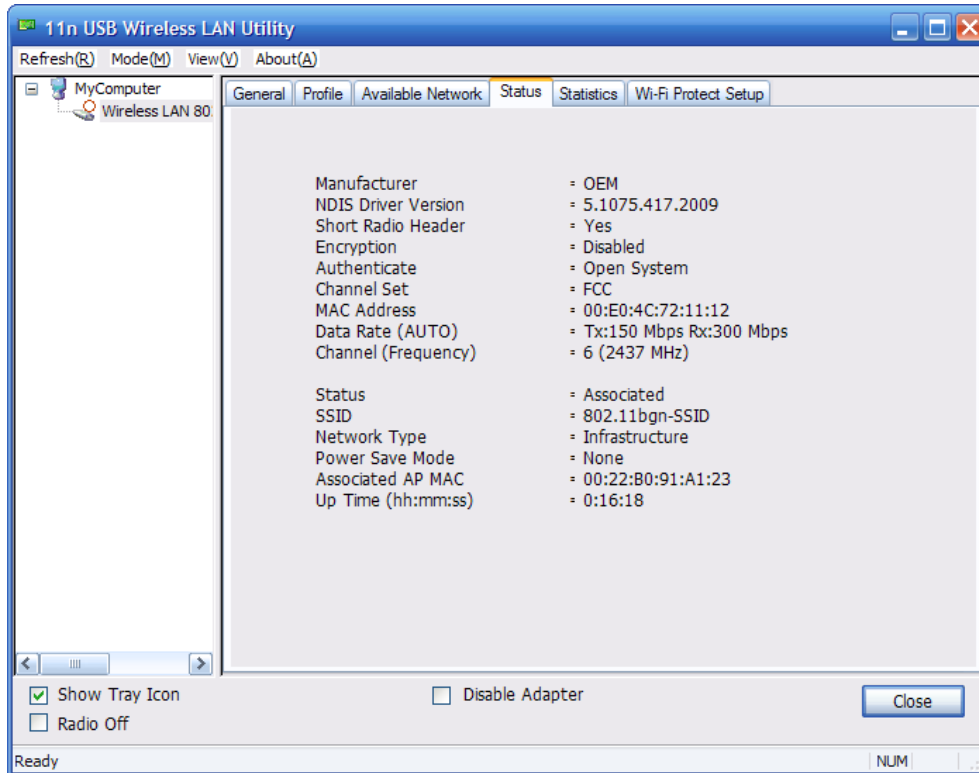 11n USB Wireless LAN Utility
Refresh(R) Mode(M) View(V) About(A)
MyComputer
Wireless LAN 80
General Profile Available Network Status Statistics Wi-Fi Protect Setup
Manufacturer = OEM
NDIS Driver Version = 5.1075.417.2009
Short Radio Header = Yes
Encryption = Disabled
Authenticate = Open System
Channel Set = FCC
MAC Address = 00:E0:4C:72:11:12
Data Rate (AUTO) = Tx:150 Mbps Rx:300 Mbps
Channel (Frequency) = 6 (2437 MHz)
Status = Associated
SSID = 802.11bgn-SSID
Network Type = Infrastructure
Power Save Mode = None
Associated AP MAC = 00:22:B0:91:A1:23
Up Time (hh:mm:ss) = 0:16:18
Show Tray Icon Disable Adapter Close
Radio Off
Ready NUM